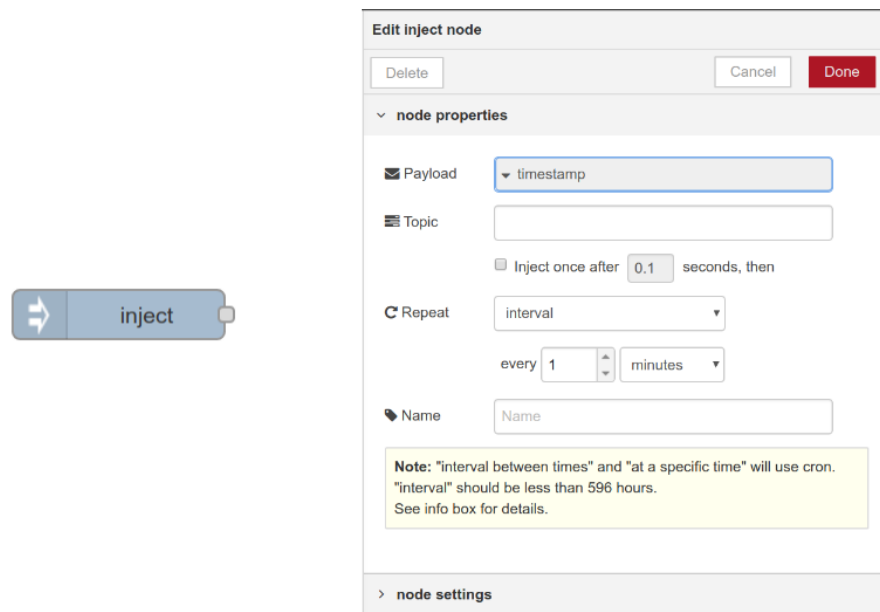 Edit inject node
Delete Cancel Done
node properties
Payload timestamp
Topic
Inject once after 0.1 seconds, then
inject
Repeat interval
every 1 minutes
Name Name
Note: "interval between times" and "at a specific time" will use cron.
"interval" should be less than 596 hours.
See info box for details.
node settings